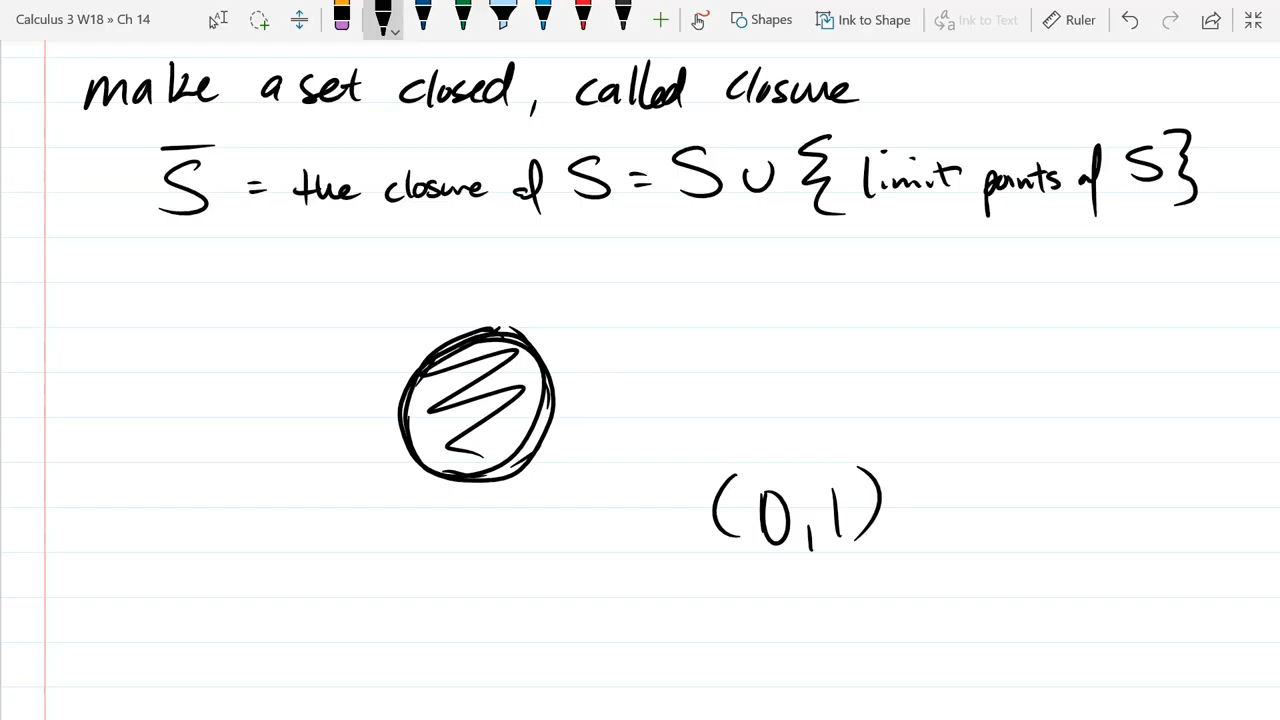 Calculus 3 W18 » Ch 14
Shapes
Ink to Shape
Ink to Text
Ruler
make a set closed, called closure
S̅ = the closure of S = S ∪ { limit points of S }
(0,1)